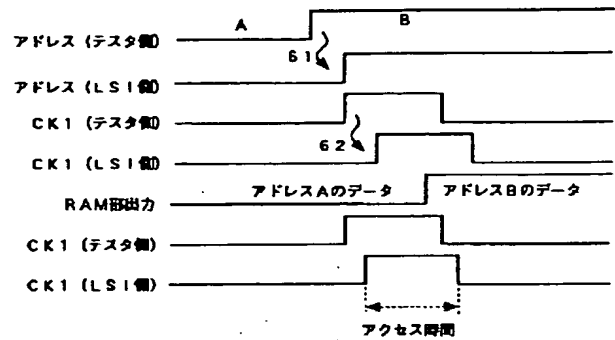 A B
アドレス (テスタ側)
61
アドレス (LSI側)
CK1 (テスタ側)
62
CK1 (LSI側)
アドレスAのデータ アドレスBのデータ
RAM部出力
CK1 (テスタ側)
CK1 (LSI側)
アクセス時間